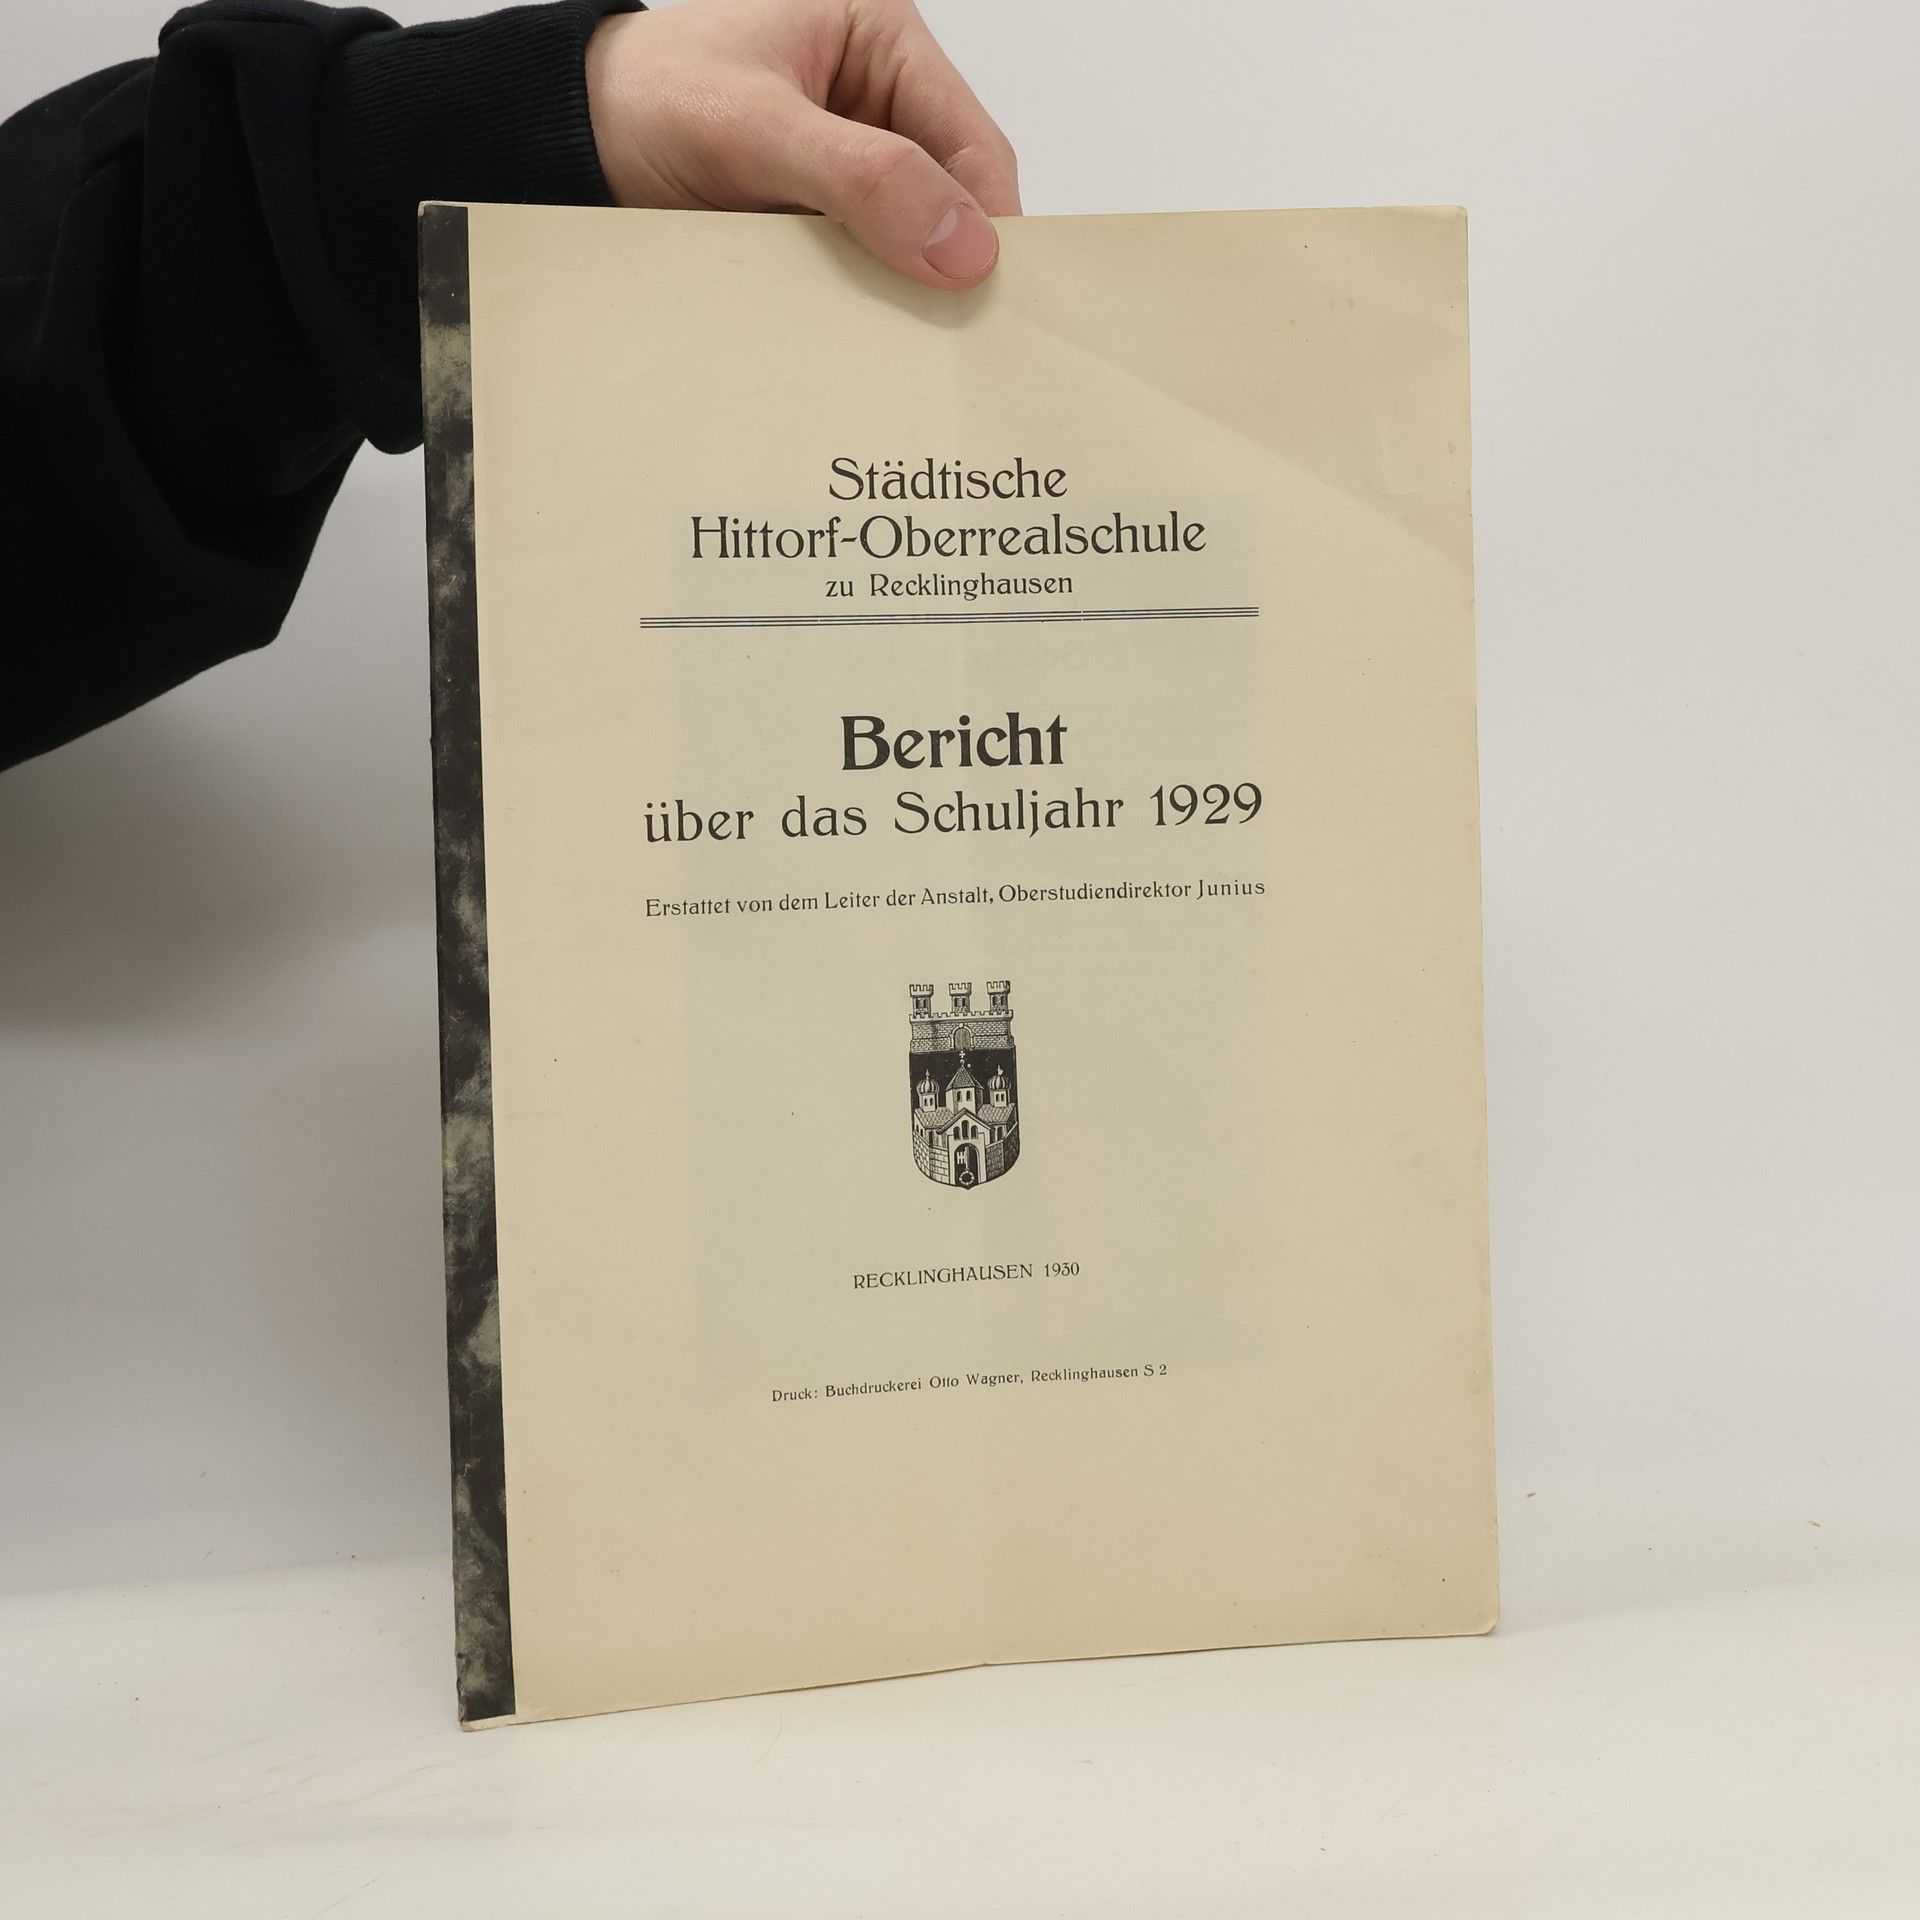 Städtische
Hittorf-Oberrealschule
zu Recklinghausen
Bericht
über das Schuljahr 1929
Erstattet von dem Leiter der Anstalt, Oberstudiendirektor Junius
RECKLINGHAUSEN 1930
Druck: Buchdruckerei Otto Wagner, Recklinghausen S 2